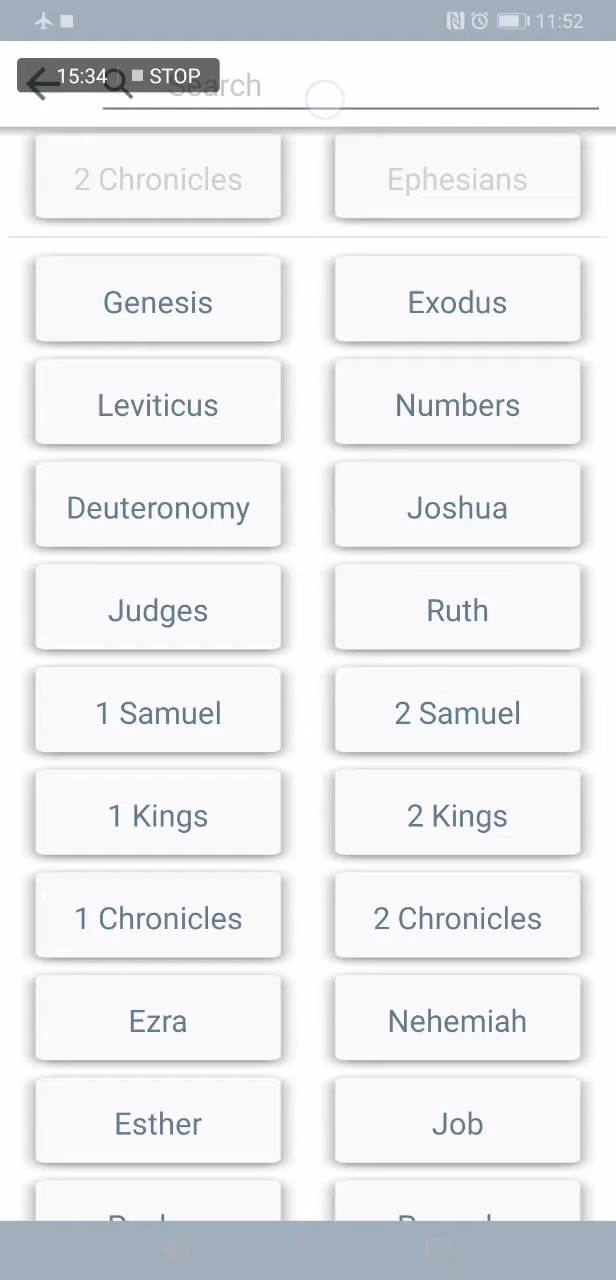 11:52
15:34 STOP
Search
2 Chronicles Ephesians
Genesis Exodus
Leviticus Numbers
Deuteronomy Joshua
Judges Ruth
1 Samuel 2 Samuel
1 Kings 2 Kings
1 Chronicles 2 Chronicles
Ezra Nehemiah
Esther Job